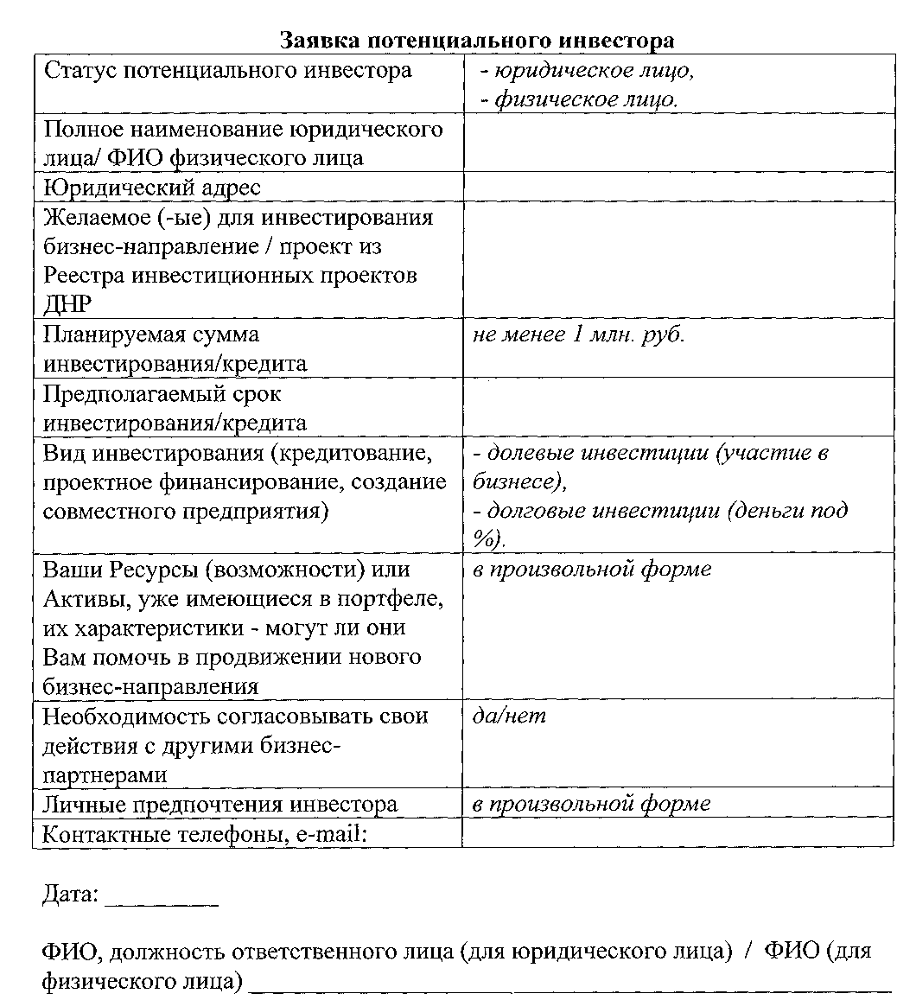 Заявка потенциального инвестора
Статус потенциального инвестора
- юридическое лицо,
- физическое лицо.
Полное наименование юридического
лица/ ФИО физического лица
Юридический адрес
Желаемое (-ые) для инвестирования
бизнес-направление / проект из
Реестра инвестиционных проектов
ДНР
Планируемая сумма
инвестирования/кредита
не менее 1 млн. руб.
Предполагаемый срок
инвестирования/кредита
Вид инвестирования (кредитование,
проектное финансирование, создание
совместного предприятия)
- долевые инвестиции (участие в
бизнесе),
- долговые инвестиции (деньги под
%).
Ваши Ресурсы (возможности) или
Активы, уже имеющиеся в портфеле,
их характеристики - могут ли они
Вам помочь в продвижении нового
бизнес-направления
в произвольной форме
Необходимость согласовывать свои
действия с другими бизнес-
партнерами
да/нет
Личные предпочтения инвестора
в произвольной форме
Контактные телефоны, e-mail:
Дата: _________
ФИО, должность ответственного лица (для юридического лица) / ФИО (для
физического лица) ____________________